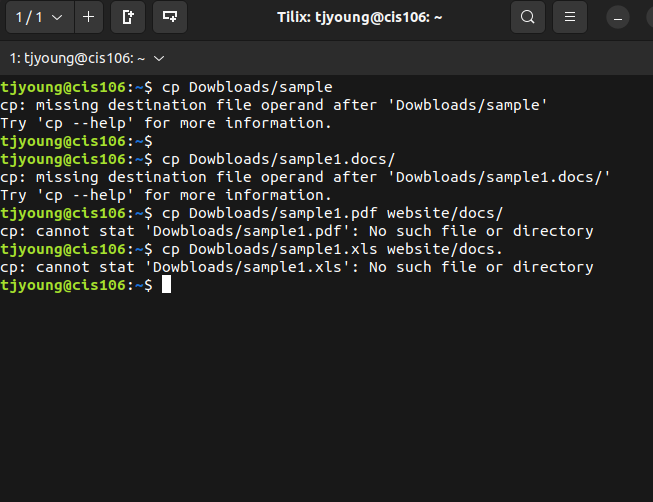 1 / 1
Tilix: tjyoung@cis106: ~
1: tjyoung@cis106: ~
tjyoung@cis106:~$ cp Dowbloads/sample
cp: missing destination file operand after 'Dowbloads/sample'
Try 'cp --help' for more information.
tjyoung@cis106:~$
tjyoung@cis106:~$ cp Dowbloads/sample1.docs/
cp: missing destination file operand after 'Dowbloads/sample1.docs/'
Try 'cp --help' for more information.
tjyoung@cis106:~$ cp Dowbloads/sample1.pdf website/docs/
cp: cannot stat 'Dowbloads/sample1.pdf': No such file or directory
tjyoung@cis106:~$ cp Dowbloads/sample1.xls website/docs.
cp: cannot stat 'Dowbloads/sample1.xls': No such file or directory
tjyoung@cis106:~$